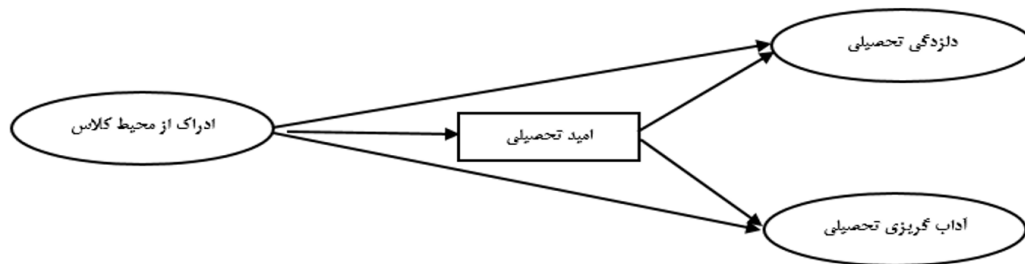 دلزدگی تحصیلی
ادراک از محیط کلاس
امید تحصیلی
آداب گریزی تحصیلی